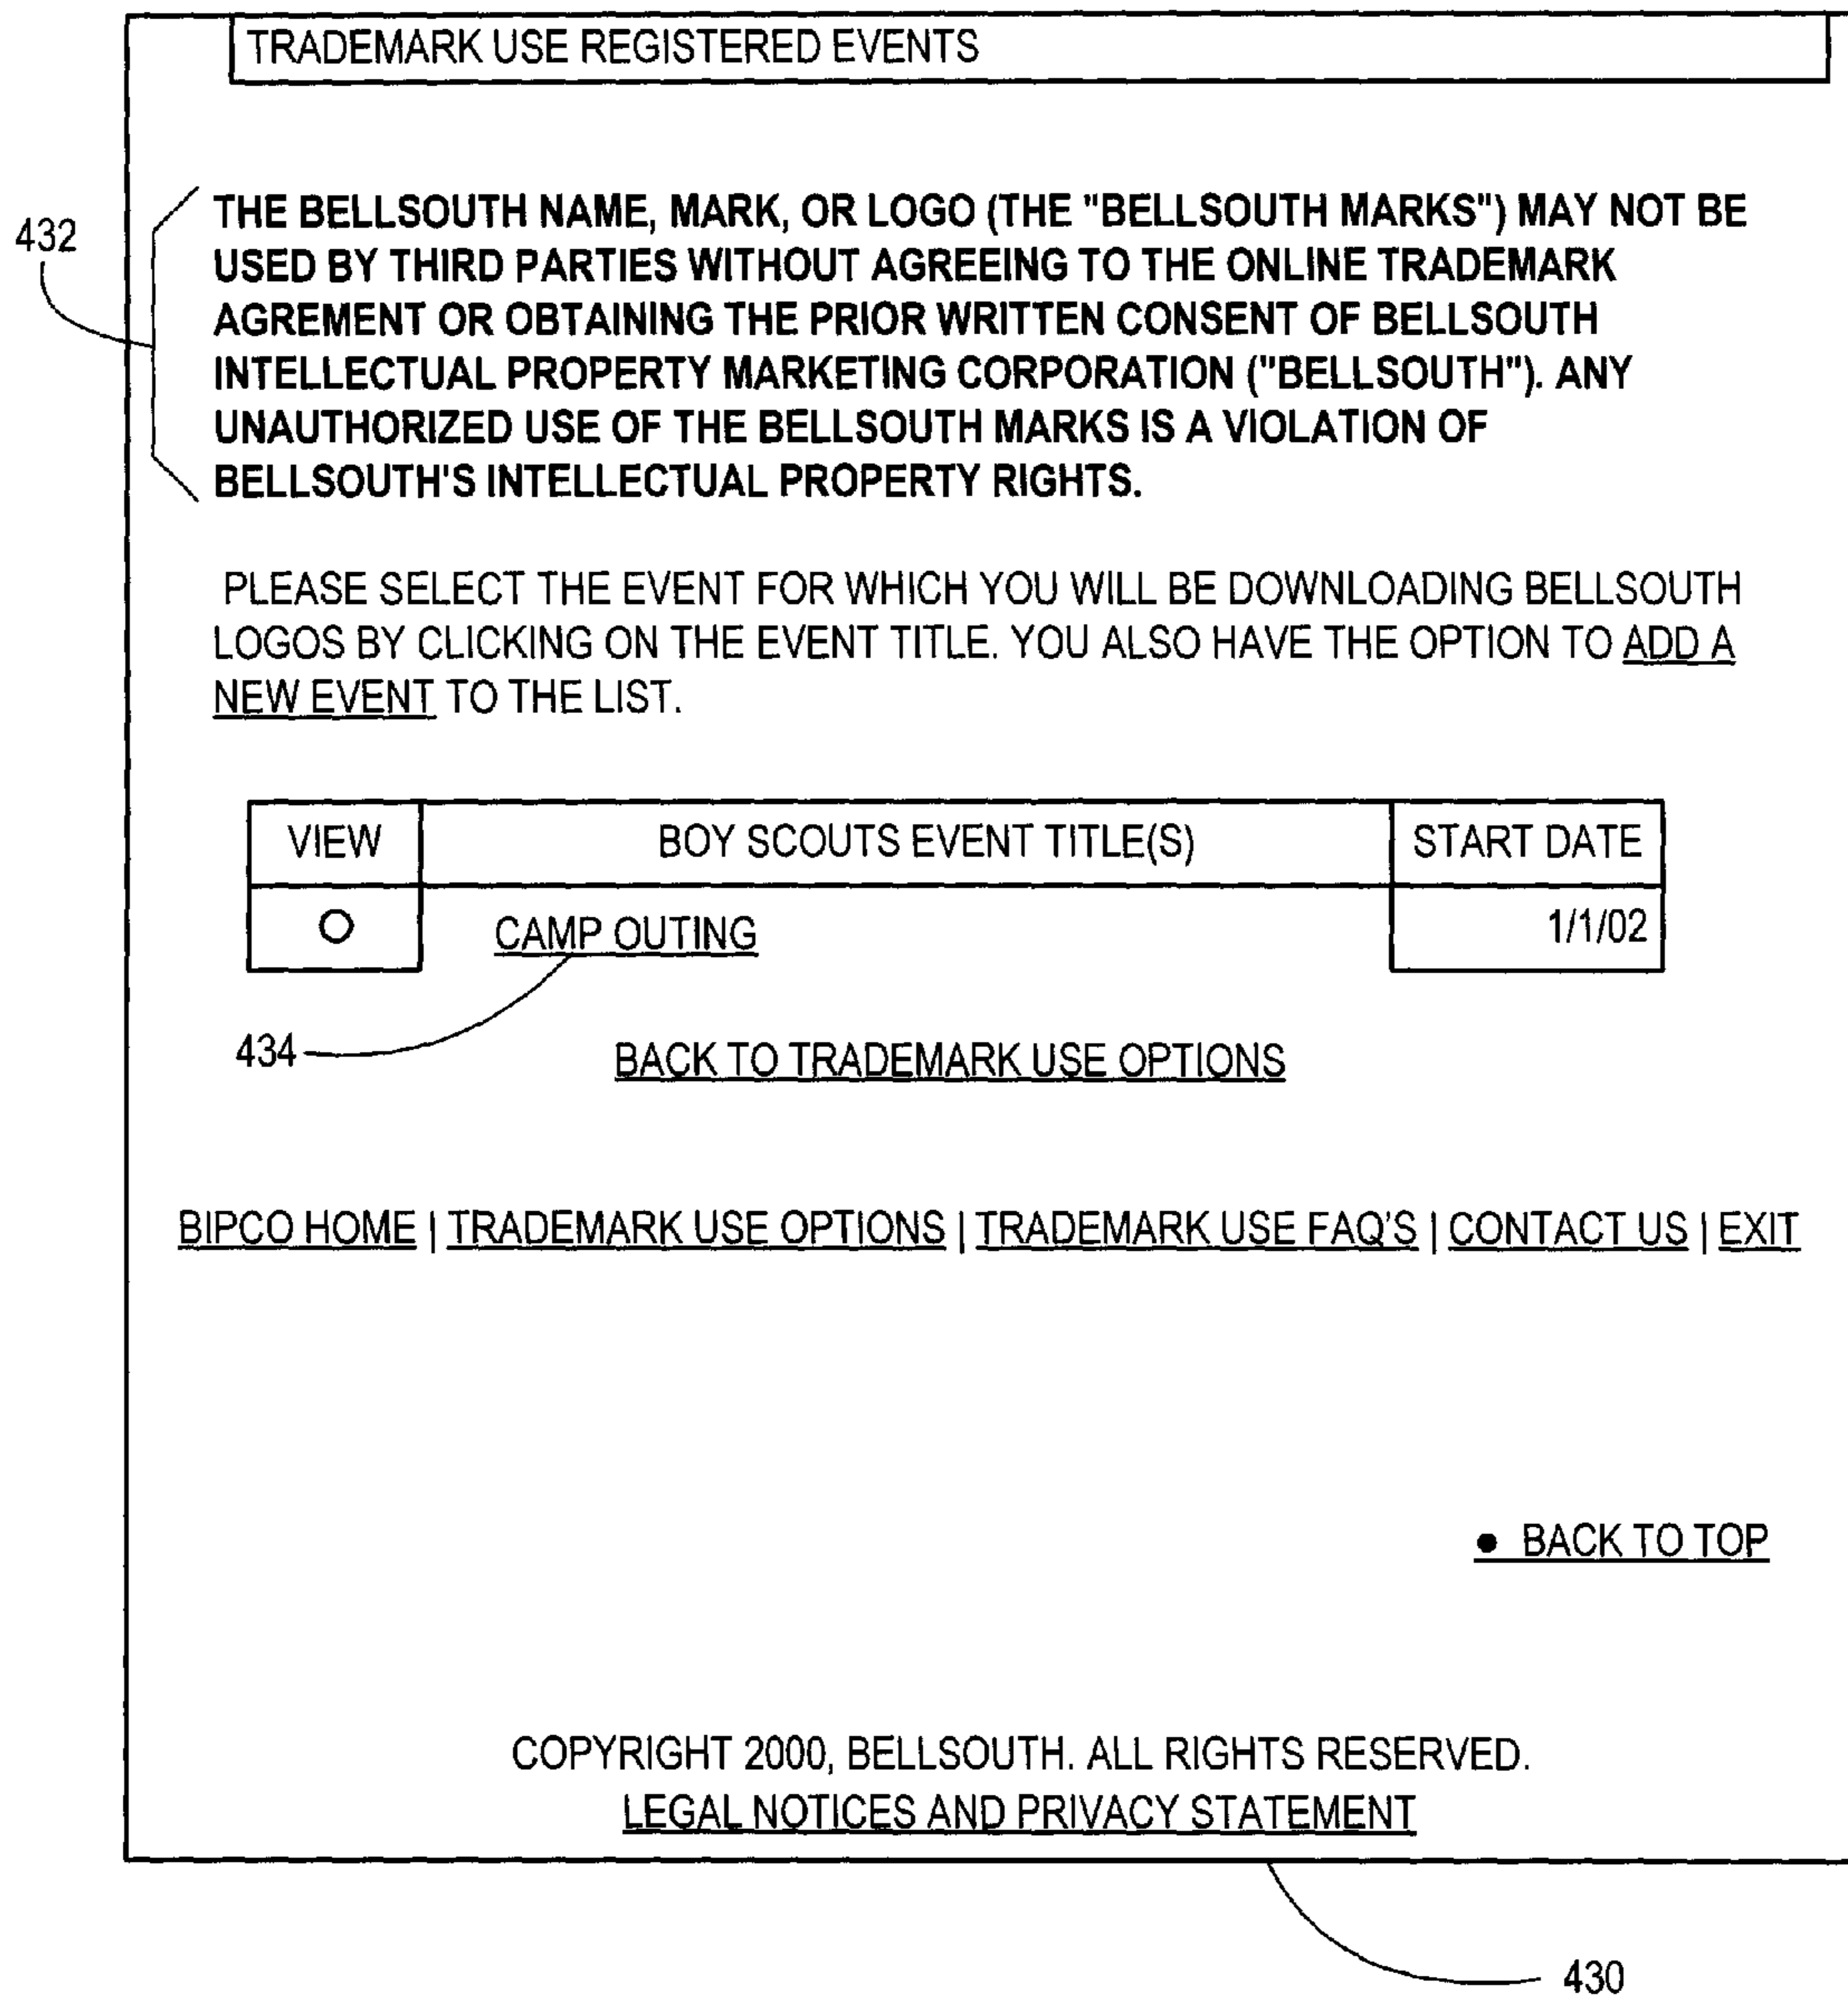 TRADEMARK USE REGISTERED EVENTS
432
THE BELLSOUTH NAME, MARK, OR LOGO (THE "BELLSOUTH MARKS") MAY NOT BE
USED BY THIRD PARTIES WITHOUT AGREEING TO THE ONLINE TRADEMARK
AGREMENT OR OBTAINING THE PRIOR WRITTEN CONSENT OF BELLSOUTH
INTELLECTUAL PROPERTY MARKETING CORPORATION ("BELLSOUTH"). ANY
UNAUTHORIZED USE OF THE BELLSOUTH MARKS IS A VIOLATION OF
BELLSOUTH'S INTELLECTUAL PROPERTY RIGHTS.
PLEASE SELECT THE EVENT FOR WHICH YOU WILL BE DOWNLOADING BELLSOUTH
LOGOS BY CLICKING ON THE EVENT TITLE. YOU ALSO HAVE THE OPTION TO ADD A
NEW EVENT TO THE LIST.
VIEW BOY SCOUTS EVENT TITLE(S) START DATE
CAMP OUTING 1/1/02
434
BACK TO TRADEMARK USE OPTIONS
BIPCO HOME | TRADEMARK USE OPTIONS | TRADEMARK USE FAQ'S | CONTACT US | EXIT
• BACK TO TOP
COPYRIGHT 2000, BELLSOUTH. ALL RIGHTS RESERVED.
LEGAL NOTICES AND PRIVACY STATEMENT
430